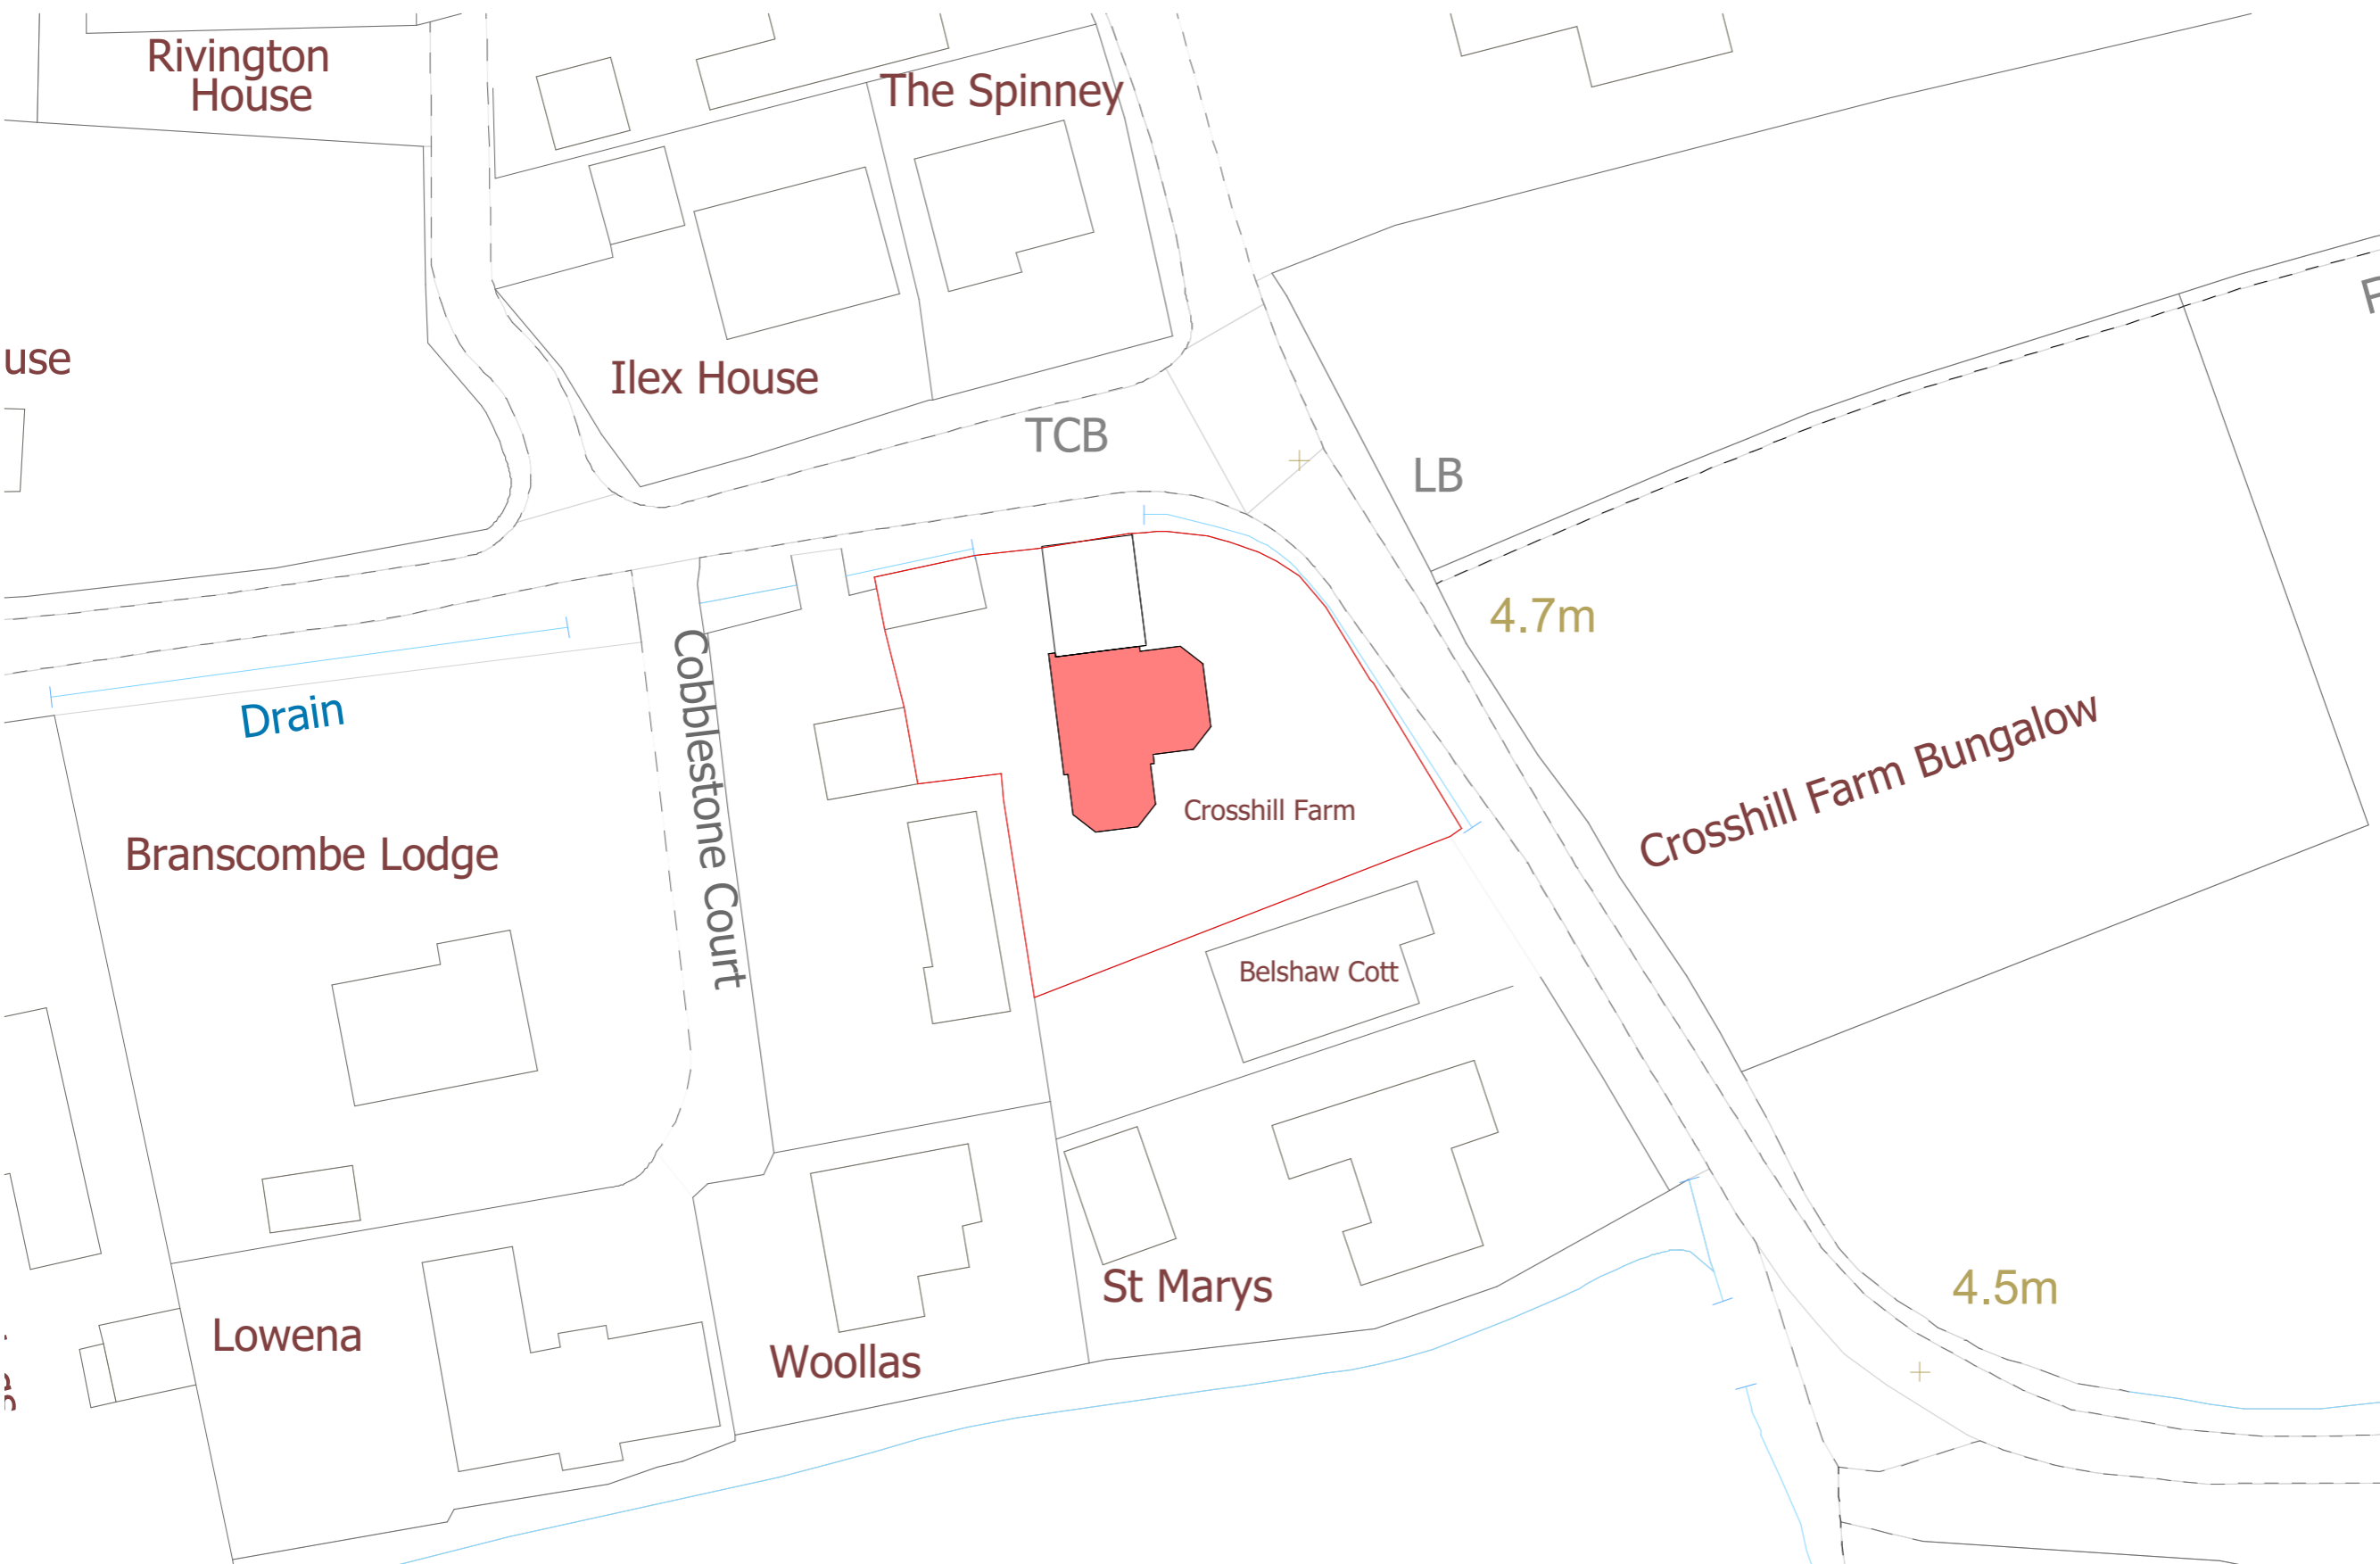 Rivington
House
The Spinney
use
Ilex House
TCB
LB
4.7m
Drain
Cobblestone Court
Crosshill Farm Bungalow
Crosshill Farm
Branscombe Lodge
Belshaw Cott
4.5m
St Marys
Lowena
Woollas